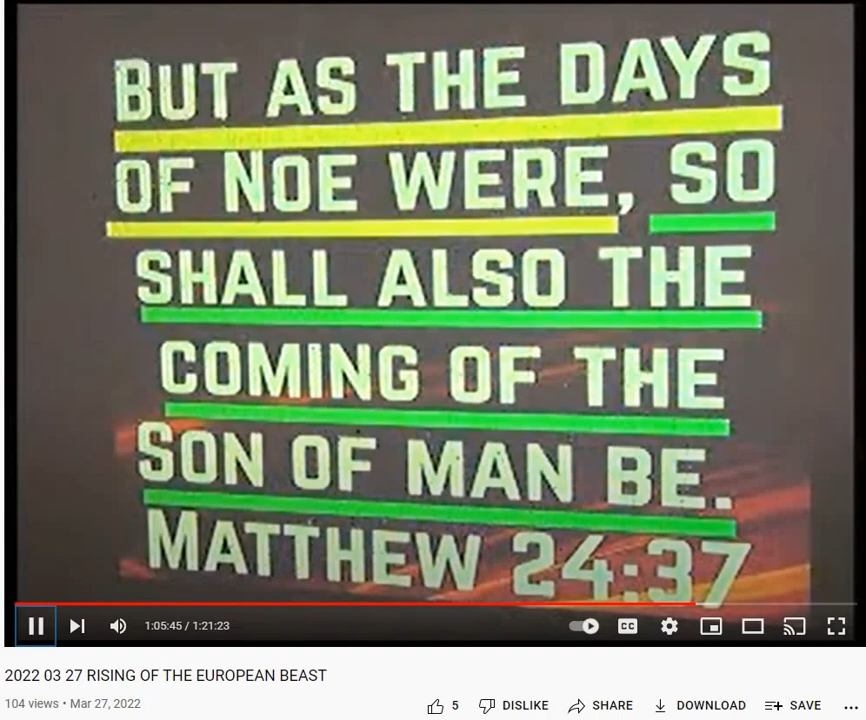 BUT AS THE DAYS
OF NOE WERE, SO
SHALL ALSO THE
COMING OF THE
SON OF MAN BE.
MATTHEW 24:37
1:05:45 / 1:21:23
CC
2022 03 27 RISING OF THE EUROPEAN BEAST
104 views • Mar 27, 2022
5 DISLIKE SHARE DOWNLOAD SAVE ...